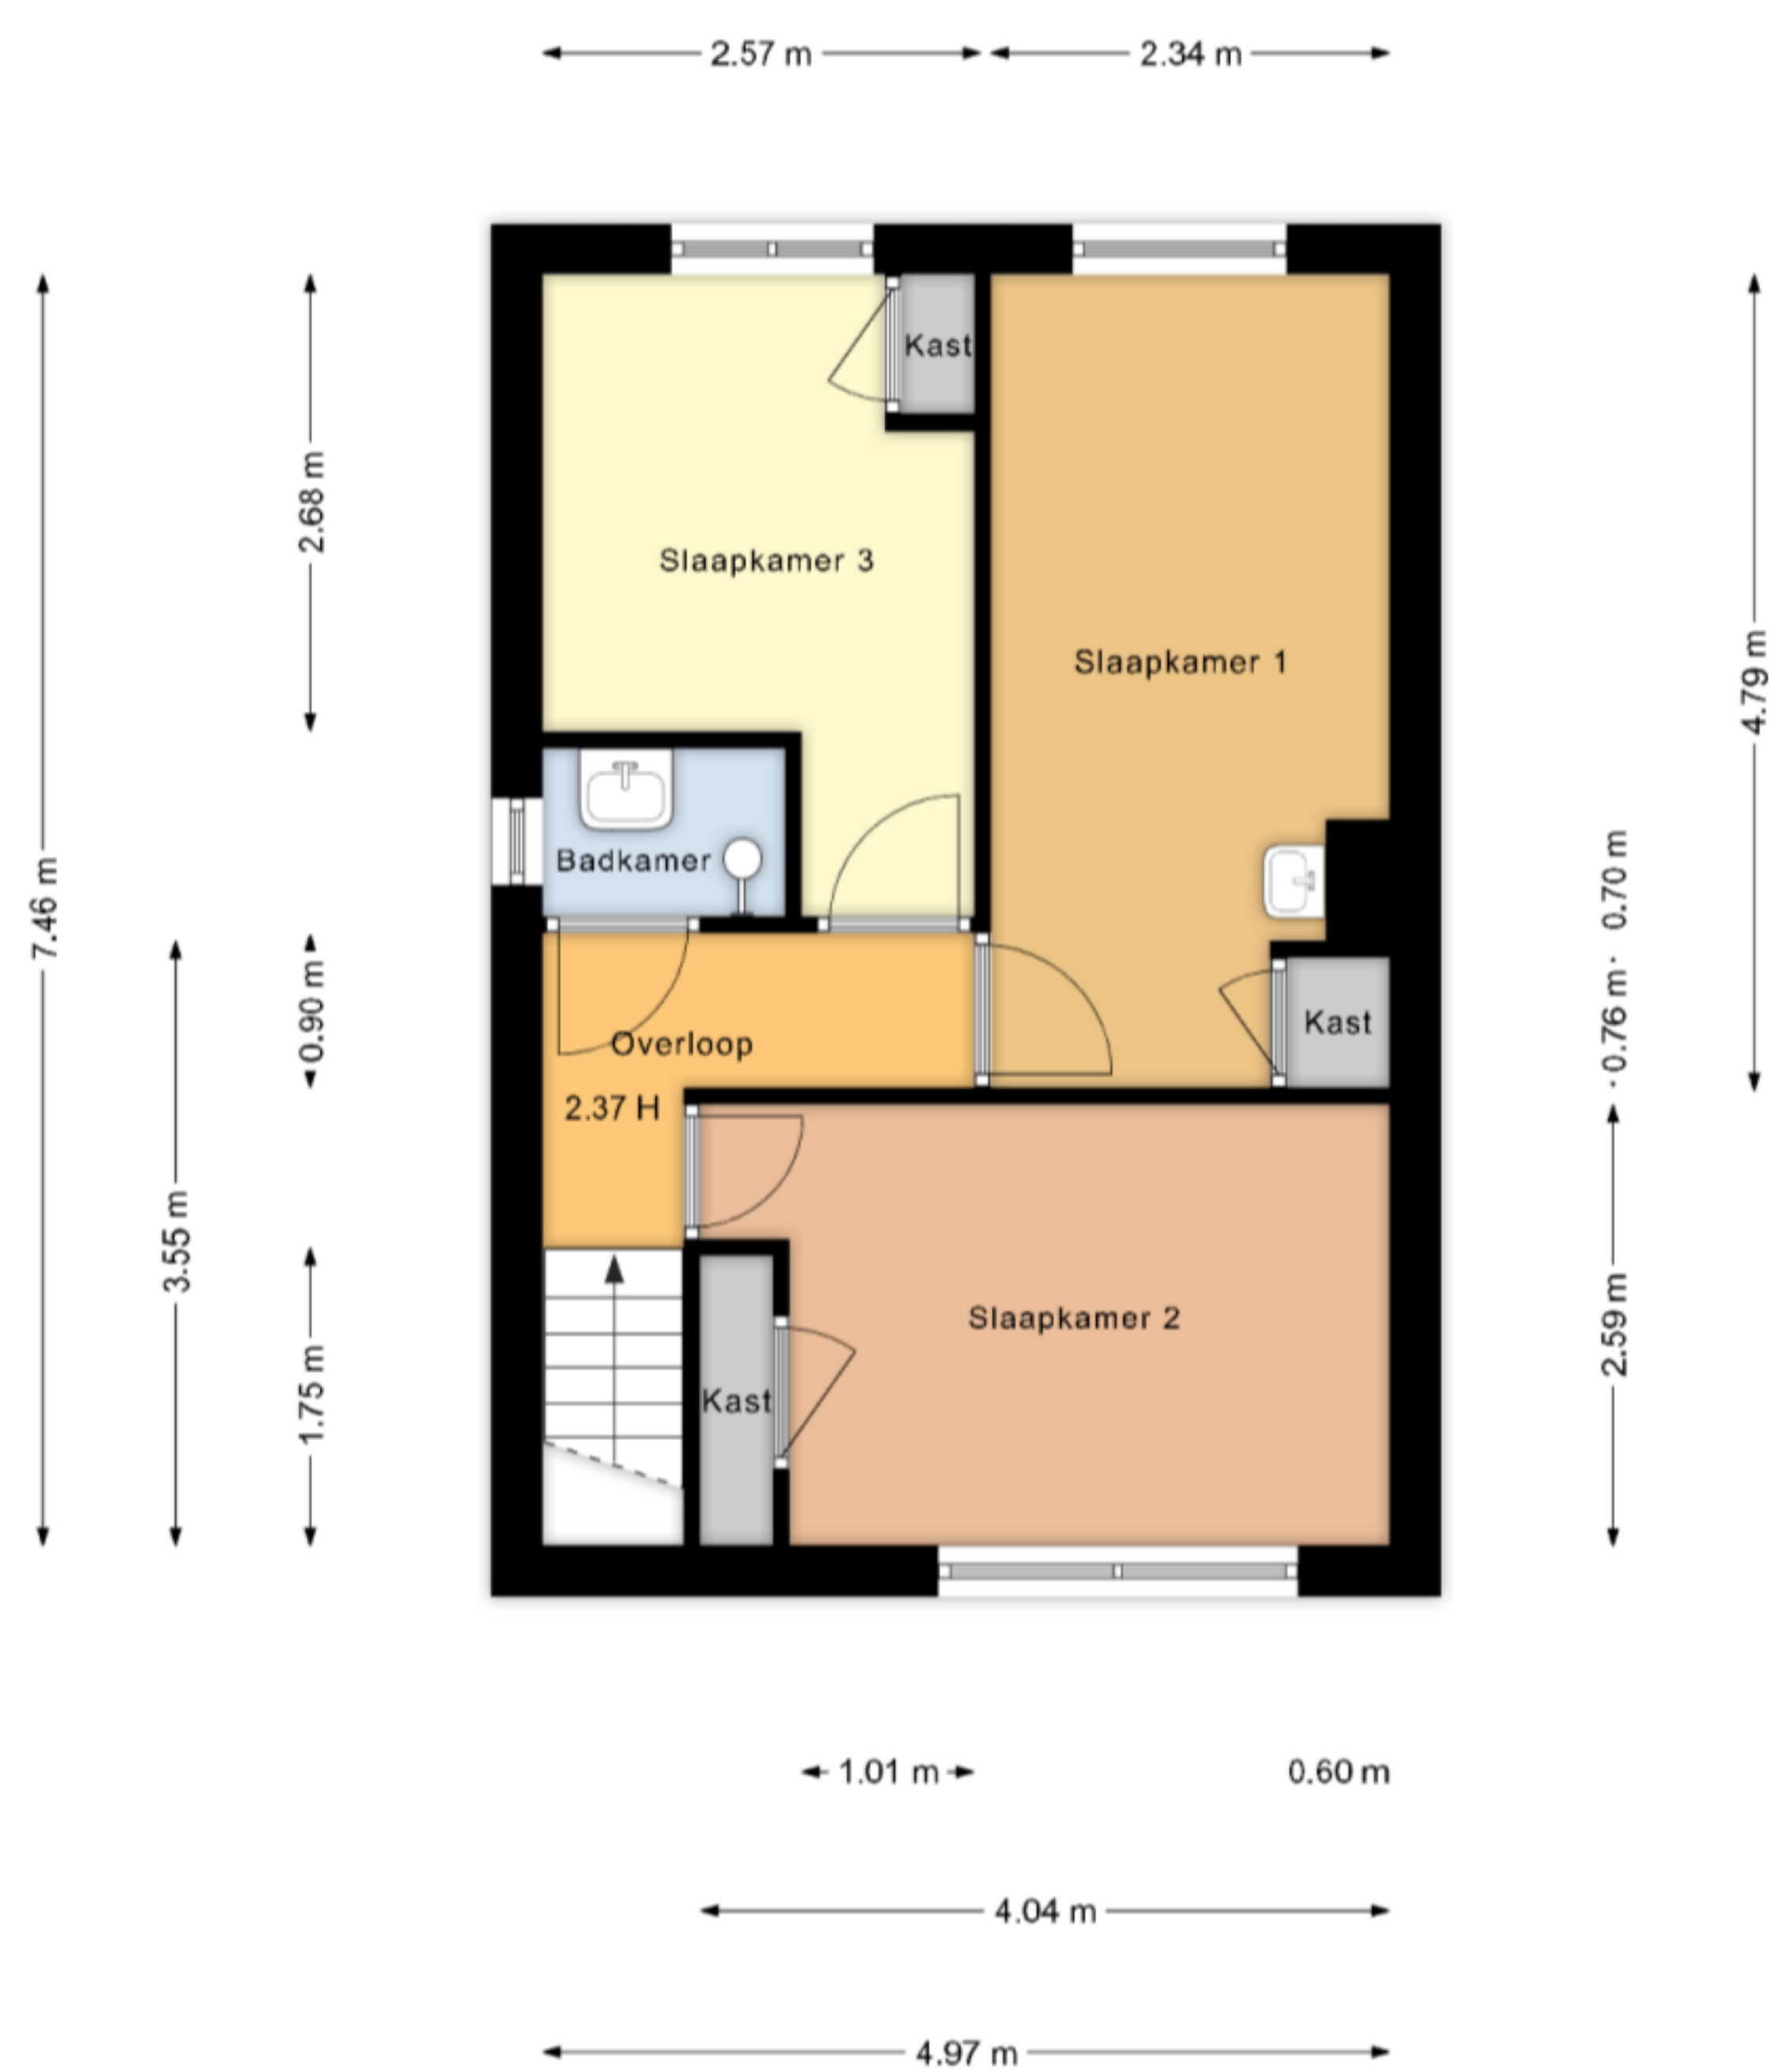 2.57 m
2.34 m
Kast
2.68 m
Slaapkamer 3
Slaapkamer 1
4.79 m
Badkamer
0.70 m
7.46 m
0.90 m
0.76 m
Kast
Overloop
2.37 H
3.55 m
Slaapkamer 2
2.59 m
1.75 m
Kast
1.01 m
0.60 m
4.04 m
4.97 m